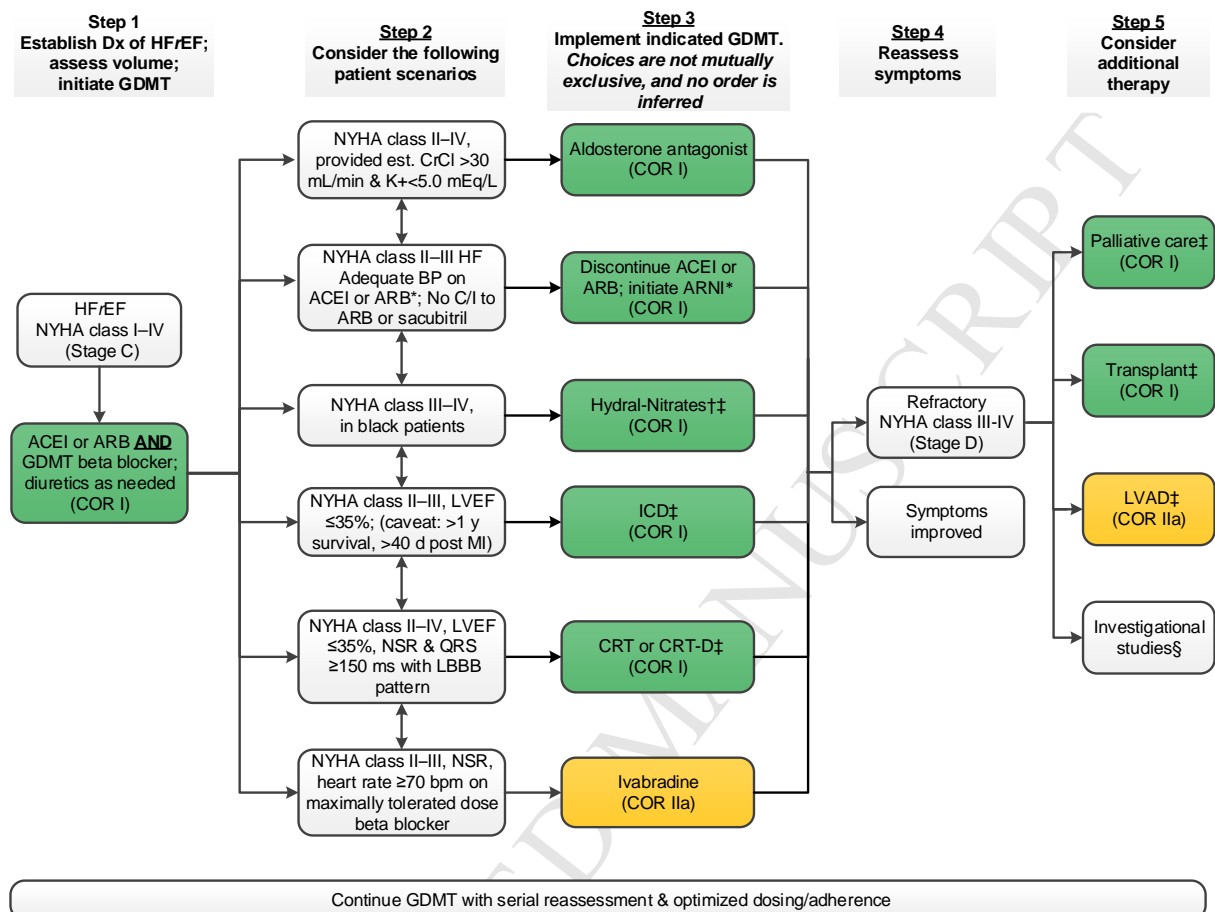 Step 1
Establish Dx of HFrEF;
assess volume;
initiate GDMT
Step 2
Consider the following
patient scenarios
Step 3
Implement indicated GDMT.
Choices are not mutually
exclusive, and no order is
inferred
Step 4
Reassess
symptoms
Step 5
Consider
additional
therapy
HFrEF
NYHA class I–IV
(Stage C)
ACEI or ARB AND
GDMT beta blocker;
diuretics as needed
(COR I)
NYHA class II–IV,
provided est. CrCl >30
mL/min & K+<5.0 mEq/L
NYHA class II–III HF
Adequate BP on
ACEI or ARB*; No C/I to
ARB or sacubitril
NYHA class III–IV,
in black patients
NYHA class II–III, LVEF
≤35%; (caveat: >1 y
survival, >40 d post MI)
NYHA class II–IV, LVEF
≤35%, NSR & QRS
≥150 ms with LBBB
pattern
NYHA class II–III, NSR,
heart rate ≥70 bpm on
maximally tolerated dose
beta blocker
Aldosterone antagonist
(COR I)
Discontinue ACEI or
ARB; initiate ARNI*
(COR I)
Hydral-Nitrates†‡
(COR I)
ICD‡
(COR I)
CRT or CRT-D‡
(COR I)
Ivabradine
(COR IIa)
Refractory
NYHA class III-IV
(Stage D)
Symptoms
improved
Palliative care‡
(COR I)
Transplant‡
(COR I)
LVAD‡
(COR IIa)
Investigational
studies§
Continue GDMT with serial reassessment & optimized dosing/adherence
EDMANUSCRIPT